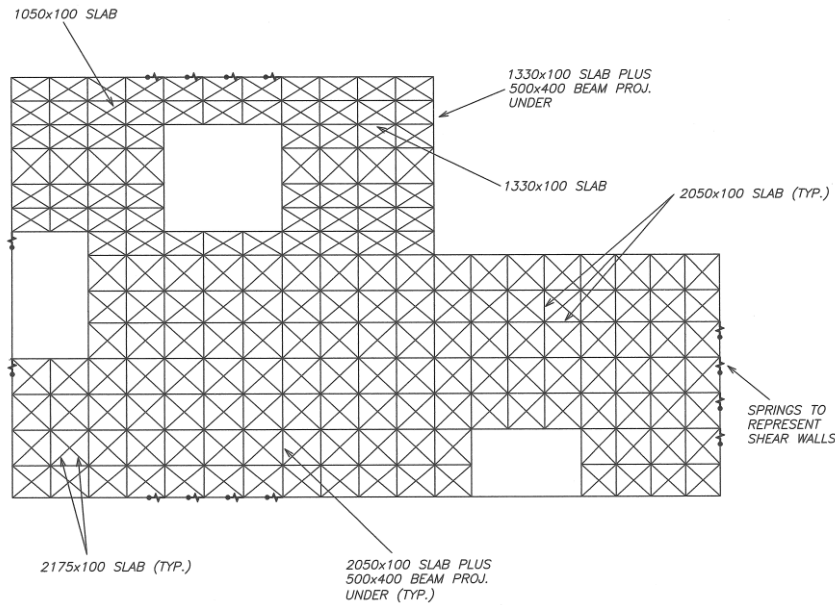 1050x100 SLAB
1330x100 SLAB PLUS
500x400 BEAM PROJ.
UNDER
1330x100 SLAB
2050x100 SLAB (TYP.)
SPRINGS TO
REPRESENT
SHEAR WALLS
2175x100 SLAB (TYP.)
2050x100 SLAB PLUS
500x400 BEAM PROJ.
UNDER (TYP.)